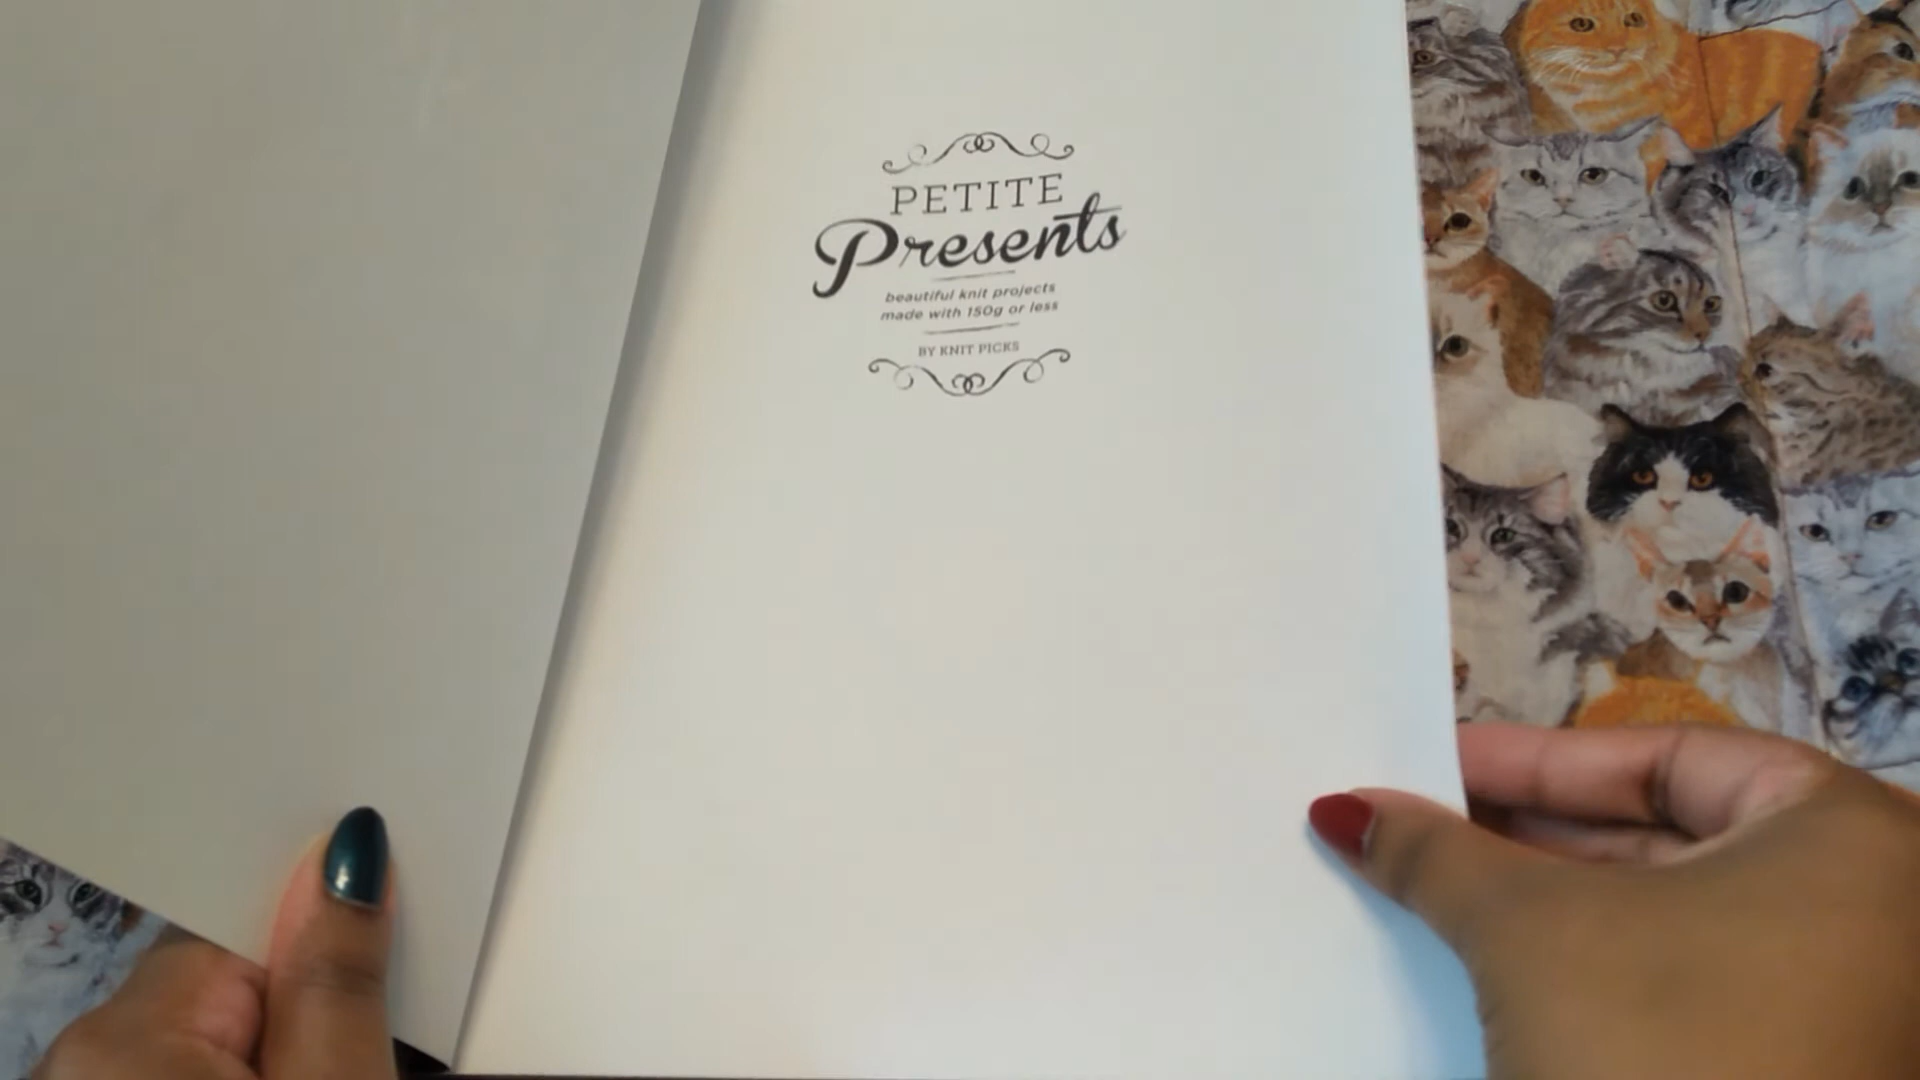 PETITE
Presents
beautiful knit projects
made with 150g or less
BY KNIT PICKS